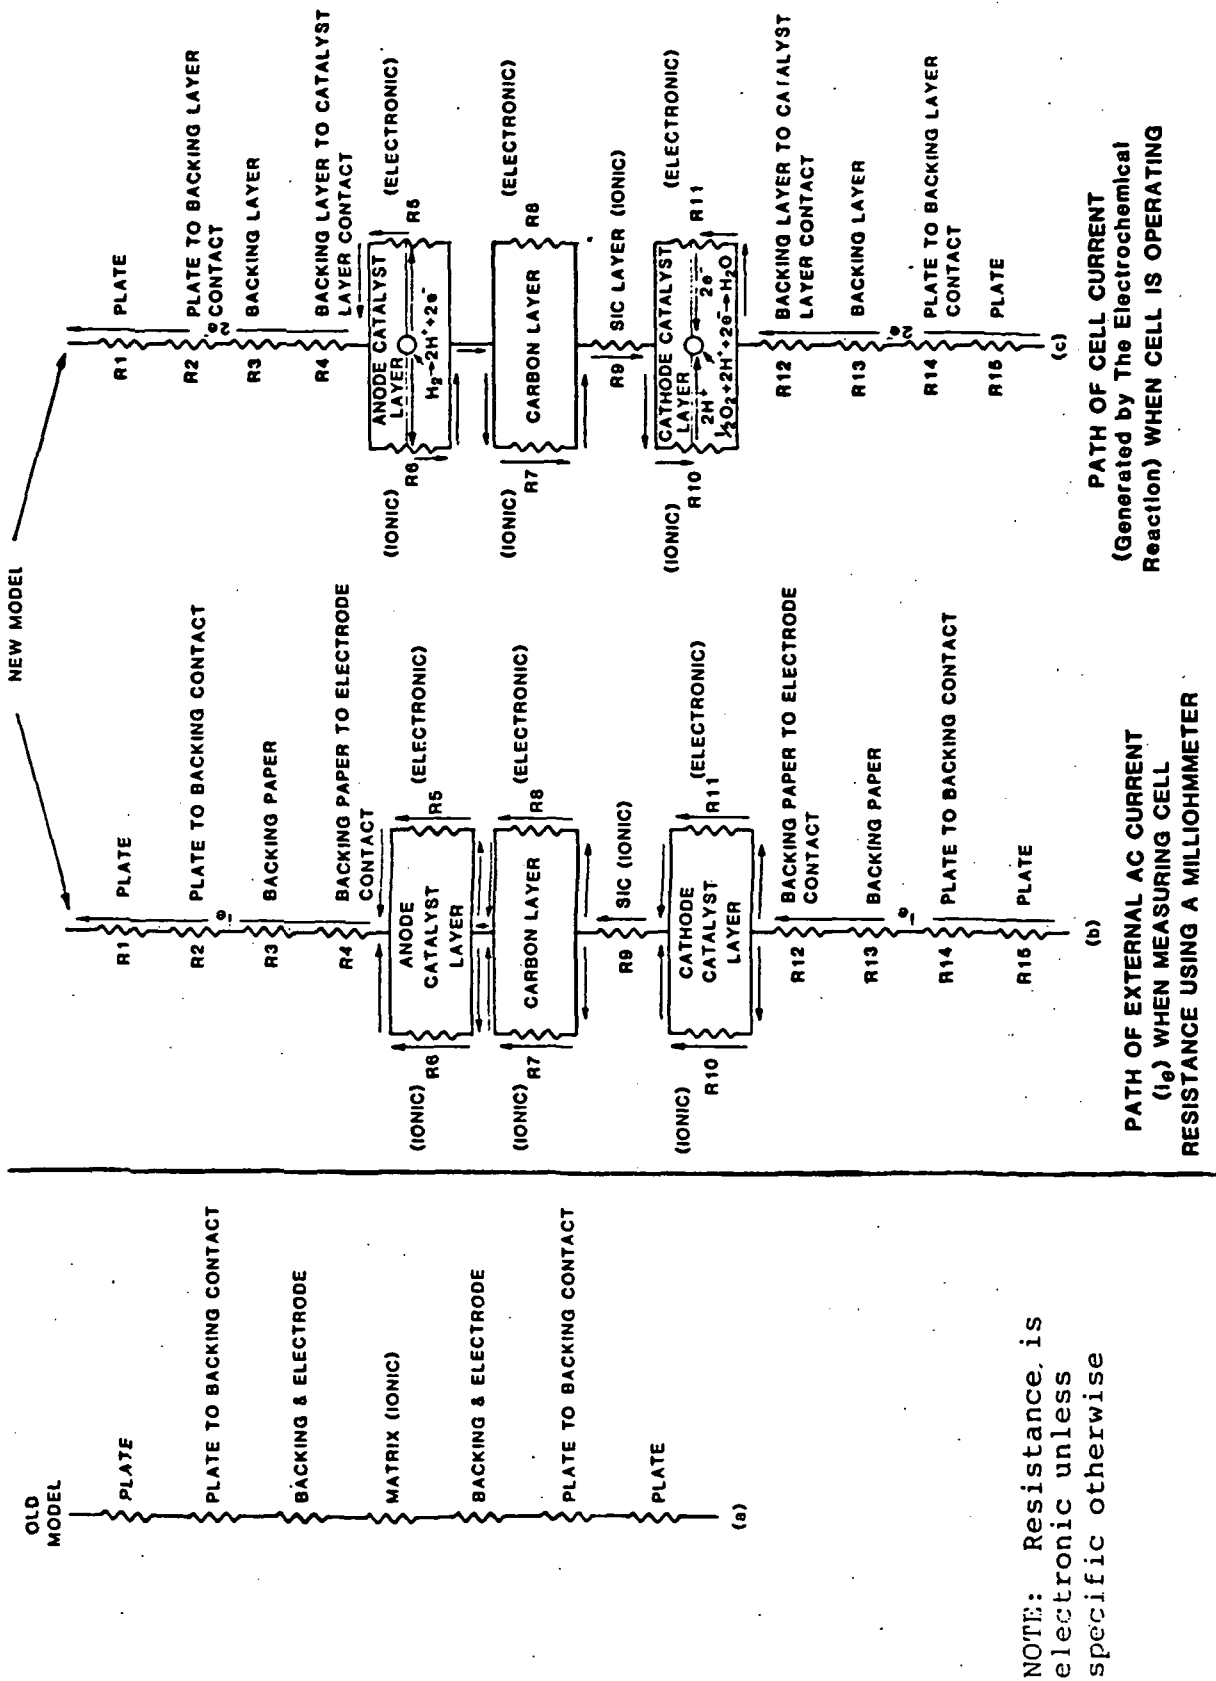 OLD
MODEL
PLATE
PLATE TO BACKING CONTACT
BACKING & ELECTRODE
MATRIX (IONIC)
BACKING & ELECTRODE
PLATE TO BACKING CONTACT
PLATE
(a)
NOTE: Resistance is
electronic unless
specific otherwise
NEW MODEL
R1
PLATE
R2
PLATE TO BACKING CONTACT
ie
R3
BACKING PAPER
R4
BACKING PAPER TO ELECTRODE
CONTACT
(IONIC)
R6
ANODE
CATALYST
LAYER
R5
(ELECTRONIC)
(IONIC)
R7
CARBON LAYER
R8
(ELECTRONIC)
R9
SIC (IONIC)
(IONIC)
R10
CATHODE
CATALYST
LAYER
R11
(ELECTRONIC)
R12
BACKING PAPER TO ELECTRODE
CONTACT
R13
BACKING PAPER
ie
R14
PLATE TO BACKING CONTACT
R15
PLATE
(b)
PATH OF EXTERNAL AC CURRENT
(ie) WHEN MEASURING CELL
RESISTANCE USING A MILLIOHMMETER
R1
PLATE
R2
PLATE TO BACKING LAYER
CONTACT
2e-
R3
BACKING LAYER
R4
BACKING LAYER TO CATALYST
LAYER CONTACT
(IONIC)
R6
ANODE CATALYST
LAYER
H2→2H++2e-
R5
(ELECTRONIC)
(IONIC)
R7
CARBON LAYER
R8
(ELECTRONIC)
R9
SIC LAYER (IONIC)
(IONIC)
R10
CATHODE CATALYST
LAYER
2H+
2e-
½O2+2H++2e-→H2O
R11
(ELECTRONIC)
R12
BACKING LAYER TO CATALYST
LAYER CONTACT
R13
BACKING LAYER
2e-
R14
PLATE TO BACKING LAYER
CONTACT
R15
PLATE
(c)
PATH OF CELL CURRENT
(Generated by The Electrochemical
Reaction) WHEN CELL IS OPERATING